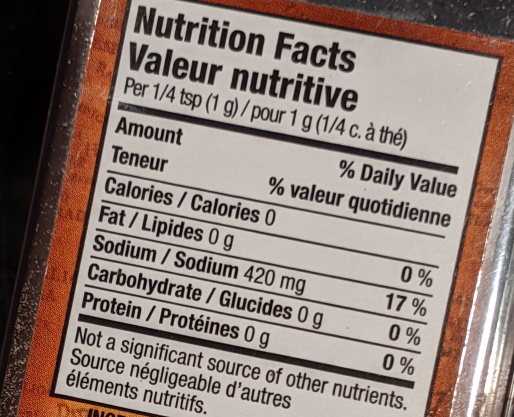 Nutrition Facts
Valeur nutritive
Per 1/4 tsp (1 g) / pour 1 g (1/4 c. à thé)
Amount % Daily Value
Teneur % valeur quotidienne
Calories / Calories 0
Fat / Lipides 0 g 0 %
Sodium / Sodium 420 mg 17 %
Carbohydrate / Glucides 0 g 0 %
Protein / Protéines 0 g 0 %
Not a significant source of other nutrients.
Source négligeable d'autres
éléments nutritifs.